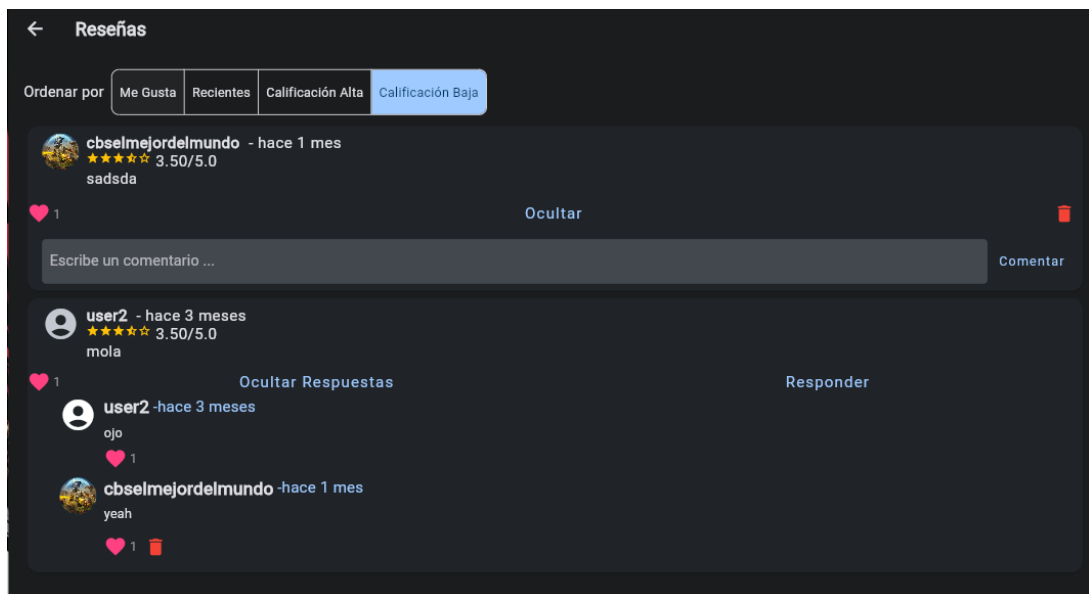 Reseñas
Ordenar por Me Gusta Recientes Calificación Alta Calificación Baja
cbselmejordelmundo - hace 1 mes
3.50/5.0
sadsda
1 Ocultar
Escribe un comentario ... Comentar
user2 - hace 3 meses
3.50/5.0
mola
1 Ocultar Respuestas Responder
user2 -hace 3 meses
ojo
1
cbselmejordelmundo -hace 1 mes
yeah
1